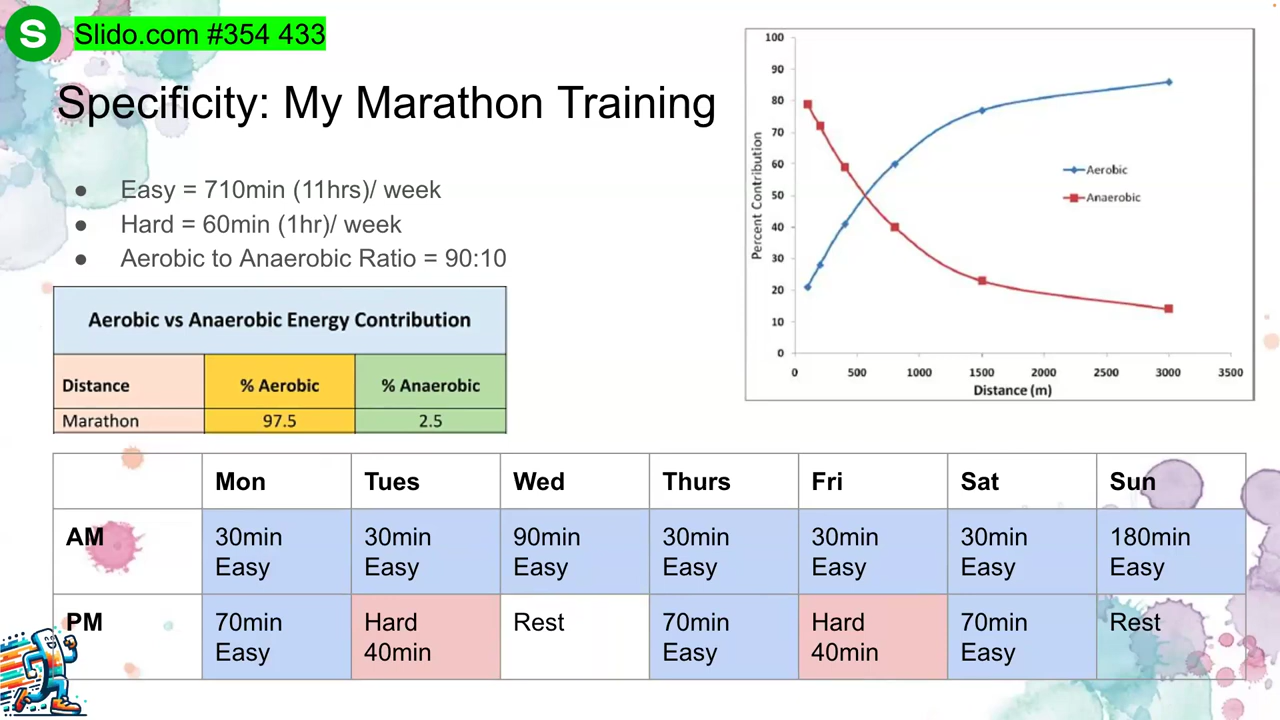 S
Slido.com #354 433
Specificity: My Marathon Training
● Easy = 710min (11hrs)/ week
● Hard = 60min (1hr)/ week
● Aerobic to Anaerobic Ratio = 90:10
Aerobic vs Anaerobic Energy Contribution
Distance % Aerobic % Anaerobic
Marathon 97.5 2.5
100
90
80
70
60
50
40
30
20
10
0
Percent Contribution
Aerobic
Anaerobic
0 500 1000 1500 2000 2500 3000 3500
Distance (m)
Mon Tues Wed Thurs Fri Sat Sun
AM 30min 30min 90min 30min 30min 30min 180min
Easy Easy Easy Easy Easy Easy Easy
PM 70min Hard Rest 70min Hard 70min Rest
Easy 40min Easy 40min Easy